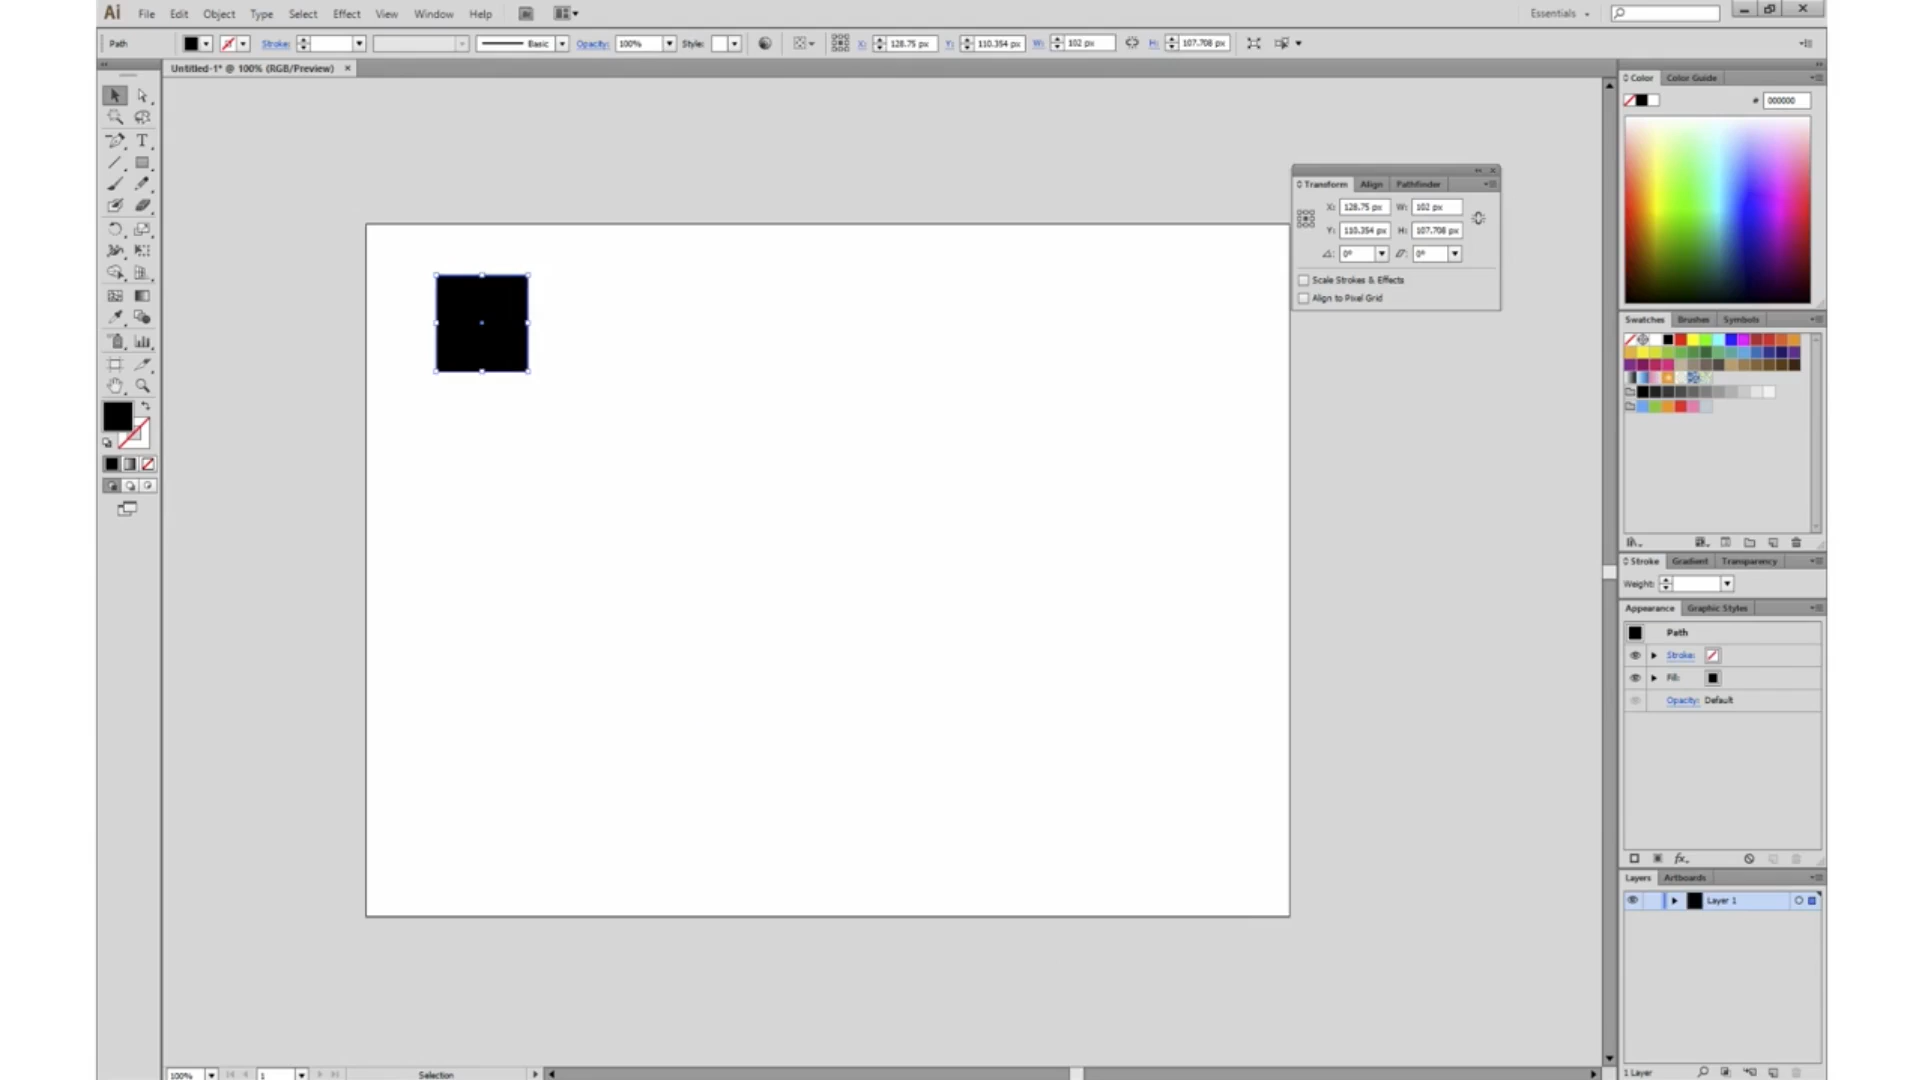 Ai File Edit Object Type Select Effect View Window Help Br Essentials
Path Stroke: Basic Opacity: 100% Style: X: 128.75 px Y: 110.354 px W: 102 px H: 107.708 px
Untitled-1* @ 100% (RGB/Preview) ×
Color Color Guide
# 000000
Transform Align Pathfinder
X: 128.75 px W: 102 px
Y: 110.354 px H: 107.708 px
0° 0°
Scale Strokes & Effects
Align to Pixel Grid
Swatches Brushes Symbols
Stroke Gradient Transparency
Weight:
Appearance Graphic Styles
Path
Stroke:
Fill:
Opacity: Default
fx
Layers Artboards
Layer 1
100% 1 Selection
1 Layer